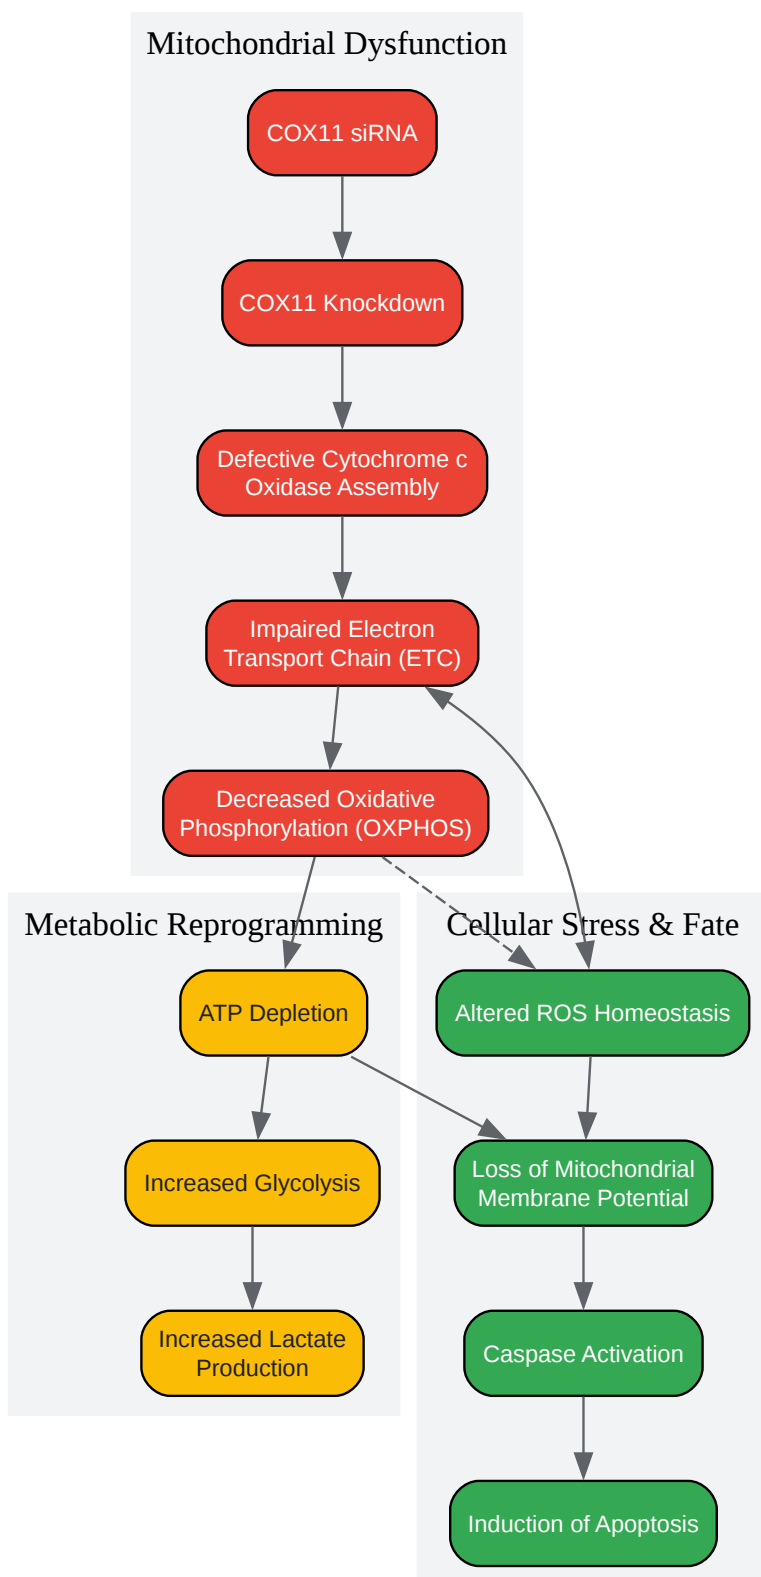 Mitochondrial Dysfunction
COX11 siRNA
COX11 Knockdown
Defective Cytochrome c
Oxidase Assembly
Impaired Electron
Transport Chain (ETC)
Decreased Oxidative
Phosphorylation (OXPHOS)
Metabolic Reprogramming
Cellular Stress & Fate
ATP Depletion
Altered ROS Homeostasis
Increased Glycolysis
Loss of Mitochondrial
Membrane Potential
Increased Lactate
Production
Caspase Activation
Induction of Apoptosis